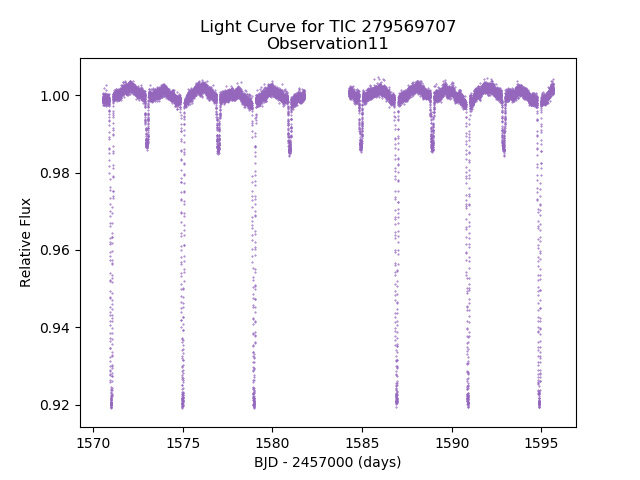 Light Curve for TIC 279569707
Observation11
1.00
0.98
0.96
0.94
0.92
Relative Flux
1570
1575
1580
1585
1590
1595
BJD - 2457000 (days)